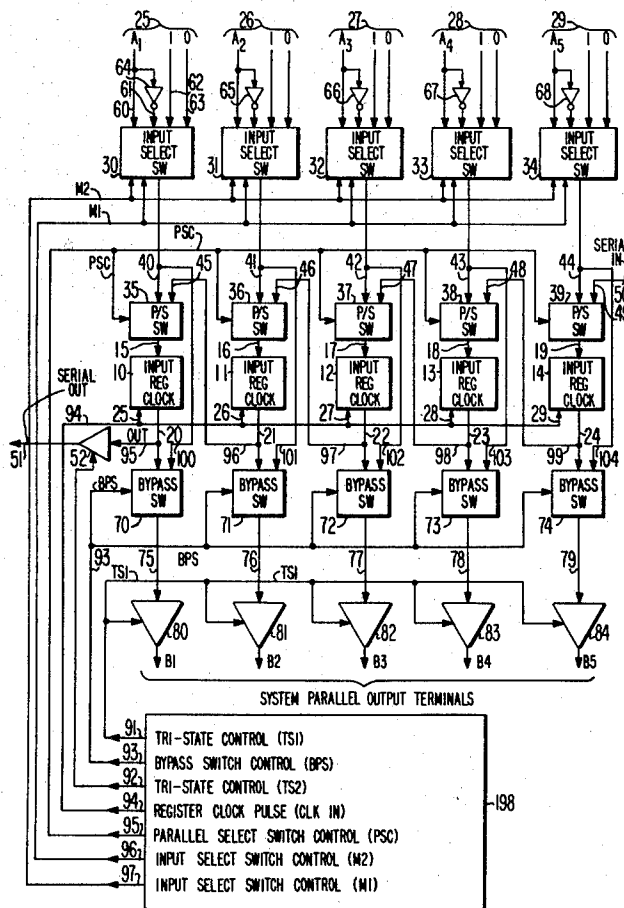 25 26 27 28 29
A1 1 0 A2 1 0 A3 1 0 A4 1 0 A5 1 0
64 62 65 66 67 68
61
60 63
INPUT SELECT SW INPUT SELECT SW INPUT SELECT SW INPUT SELECT SW INPUT SELECT SW
30 31 32 33 34
M2
M1
PSC
PSC 40 45 41 46 42 47 43 48 44 SERIAL IN
50
49
35 36 37 38 39
P/S SW P/S SW P/S SW P/S SW P/S SW
15 16 17 18 19
10 11 12 13 14
INPUT REG CLOCK INPUT REG CLOCK INPUT REG CLOCK INPUT REG CLOCK INPUT REG CLOCK
SERIAL OUT 94 25 26 27 28 29
51 52 OUT 95 20 100 96 21 101 97 22 102 98 23 103 99 24 104
BPS BYPASS SW BYPASS SW BYPASS SW BYPASS SW BYPASS SW
70 71 72 73 74
93 75 BPS 76 77 78 79
TS1 TS1
80 81 82 83 84
B1 B2 B3 B4 B5
SYSTEM PARALLEL OUTPUT TERMINALS
91 TRI-STATE CONTROL (TS1)
93 BYPASS SWITCH CONTROL (BPS)
92 TRI-STATE CONTROL (TS2)
94 REGISTER CLOCK PULSE (CLK IN)
95 PARALLEL SELECT SWITCH CONTROL (PSC)
96 INPUT SELECT SWITCH CONTROL (M2)
97 INPUT SELECT SWITCH CONTROL (M1)
198